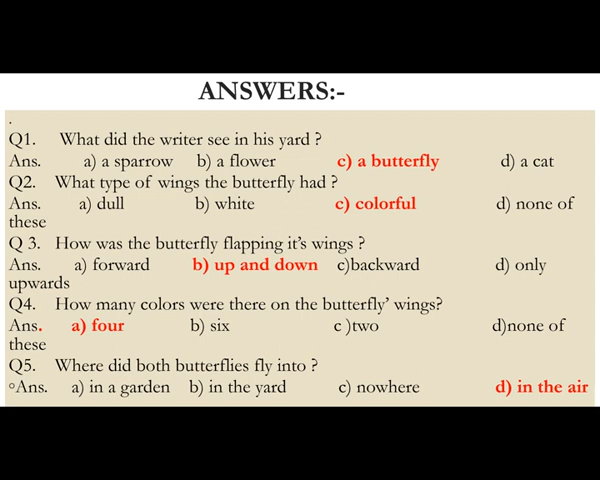 ANSWERS:-
.
Q1. What did the writer see in his yard ?
Ans. a) a sparrow b) a flower c) a butterfly d) a cat
Q2. What type of wings the butterfly had ?
Ans. a) dull b) white c) colorful d) none of
these
Q 3. How was the butterfly flapping it's wings ?
Ans. a) forward b) up and down c)backward d) only
upwards
Q4. How many colors were there on the butterfly' wings?
Ans. a) four b) six c )two d)none of
these
Q5. Where did both butterflies fly into ?
◦Ans. a) in a garden b) in the yard c) nowhere d) in the air